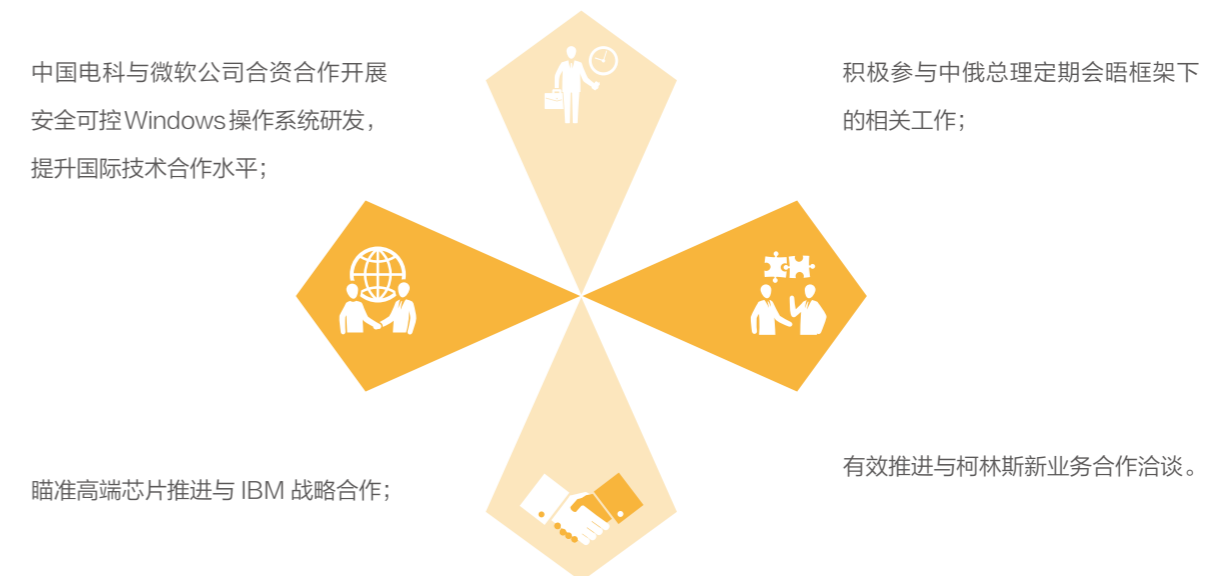 中国电科与微软公司合资合作开展
安全可控Windows操作系统研发，
提升国际技术合作水平；
积极参与中俄总理定期会晤框架下
的相关工作；
瞄准高端芯片推进与 IBM 战略合作；
有效推进与柯林斯新业务合作洽谈。